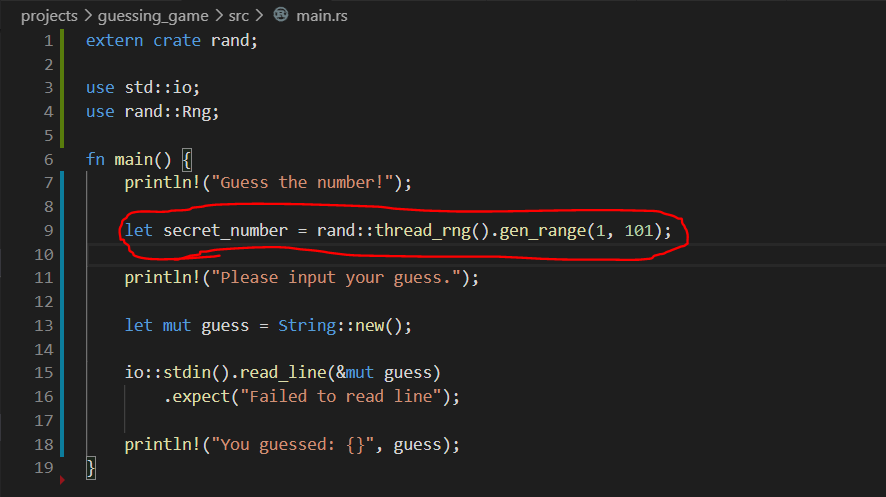 projects > guessing_game > src > main.rs
1 extern crate rand;
2
3 use std::io;
4 use rand::Rng;
5
6 fn main() {
7     println!("Guess the number!");
8
9     let secret_number = rand::thread_rng().gen_range(1, 101);
10
11     println!("Please input your guess.");
12
13     let mut guess = String::new();
14
15     io::stdin().read_line(&mut guess)
16         .expect("Failed to read line");
17
18     println!("You guessed: {}", guess);
19 }